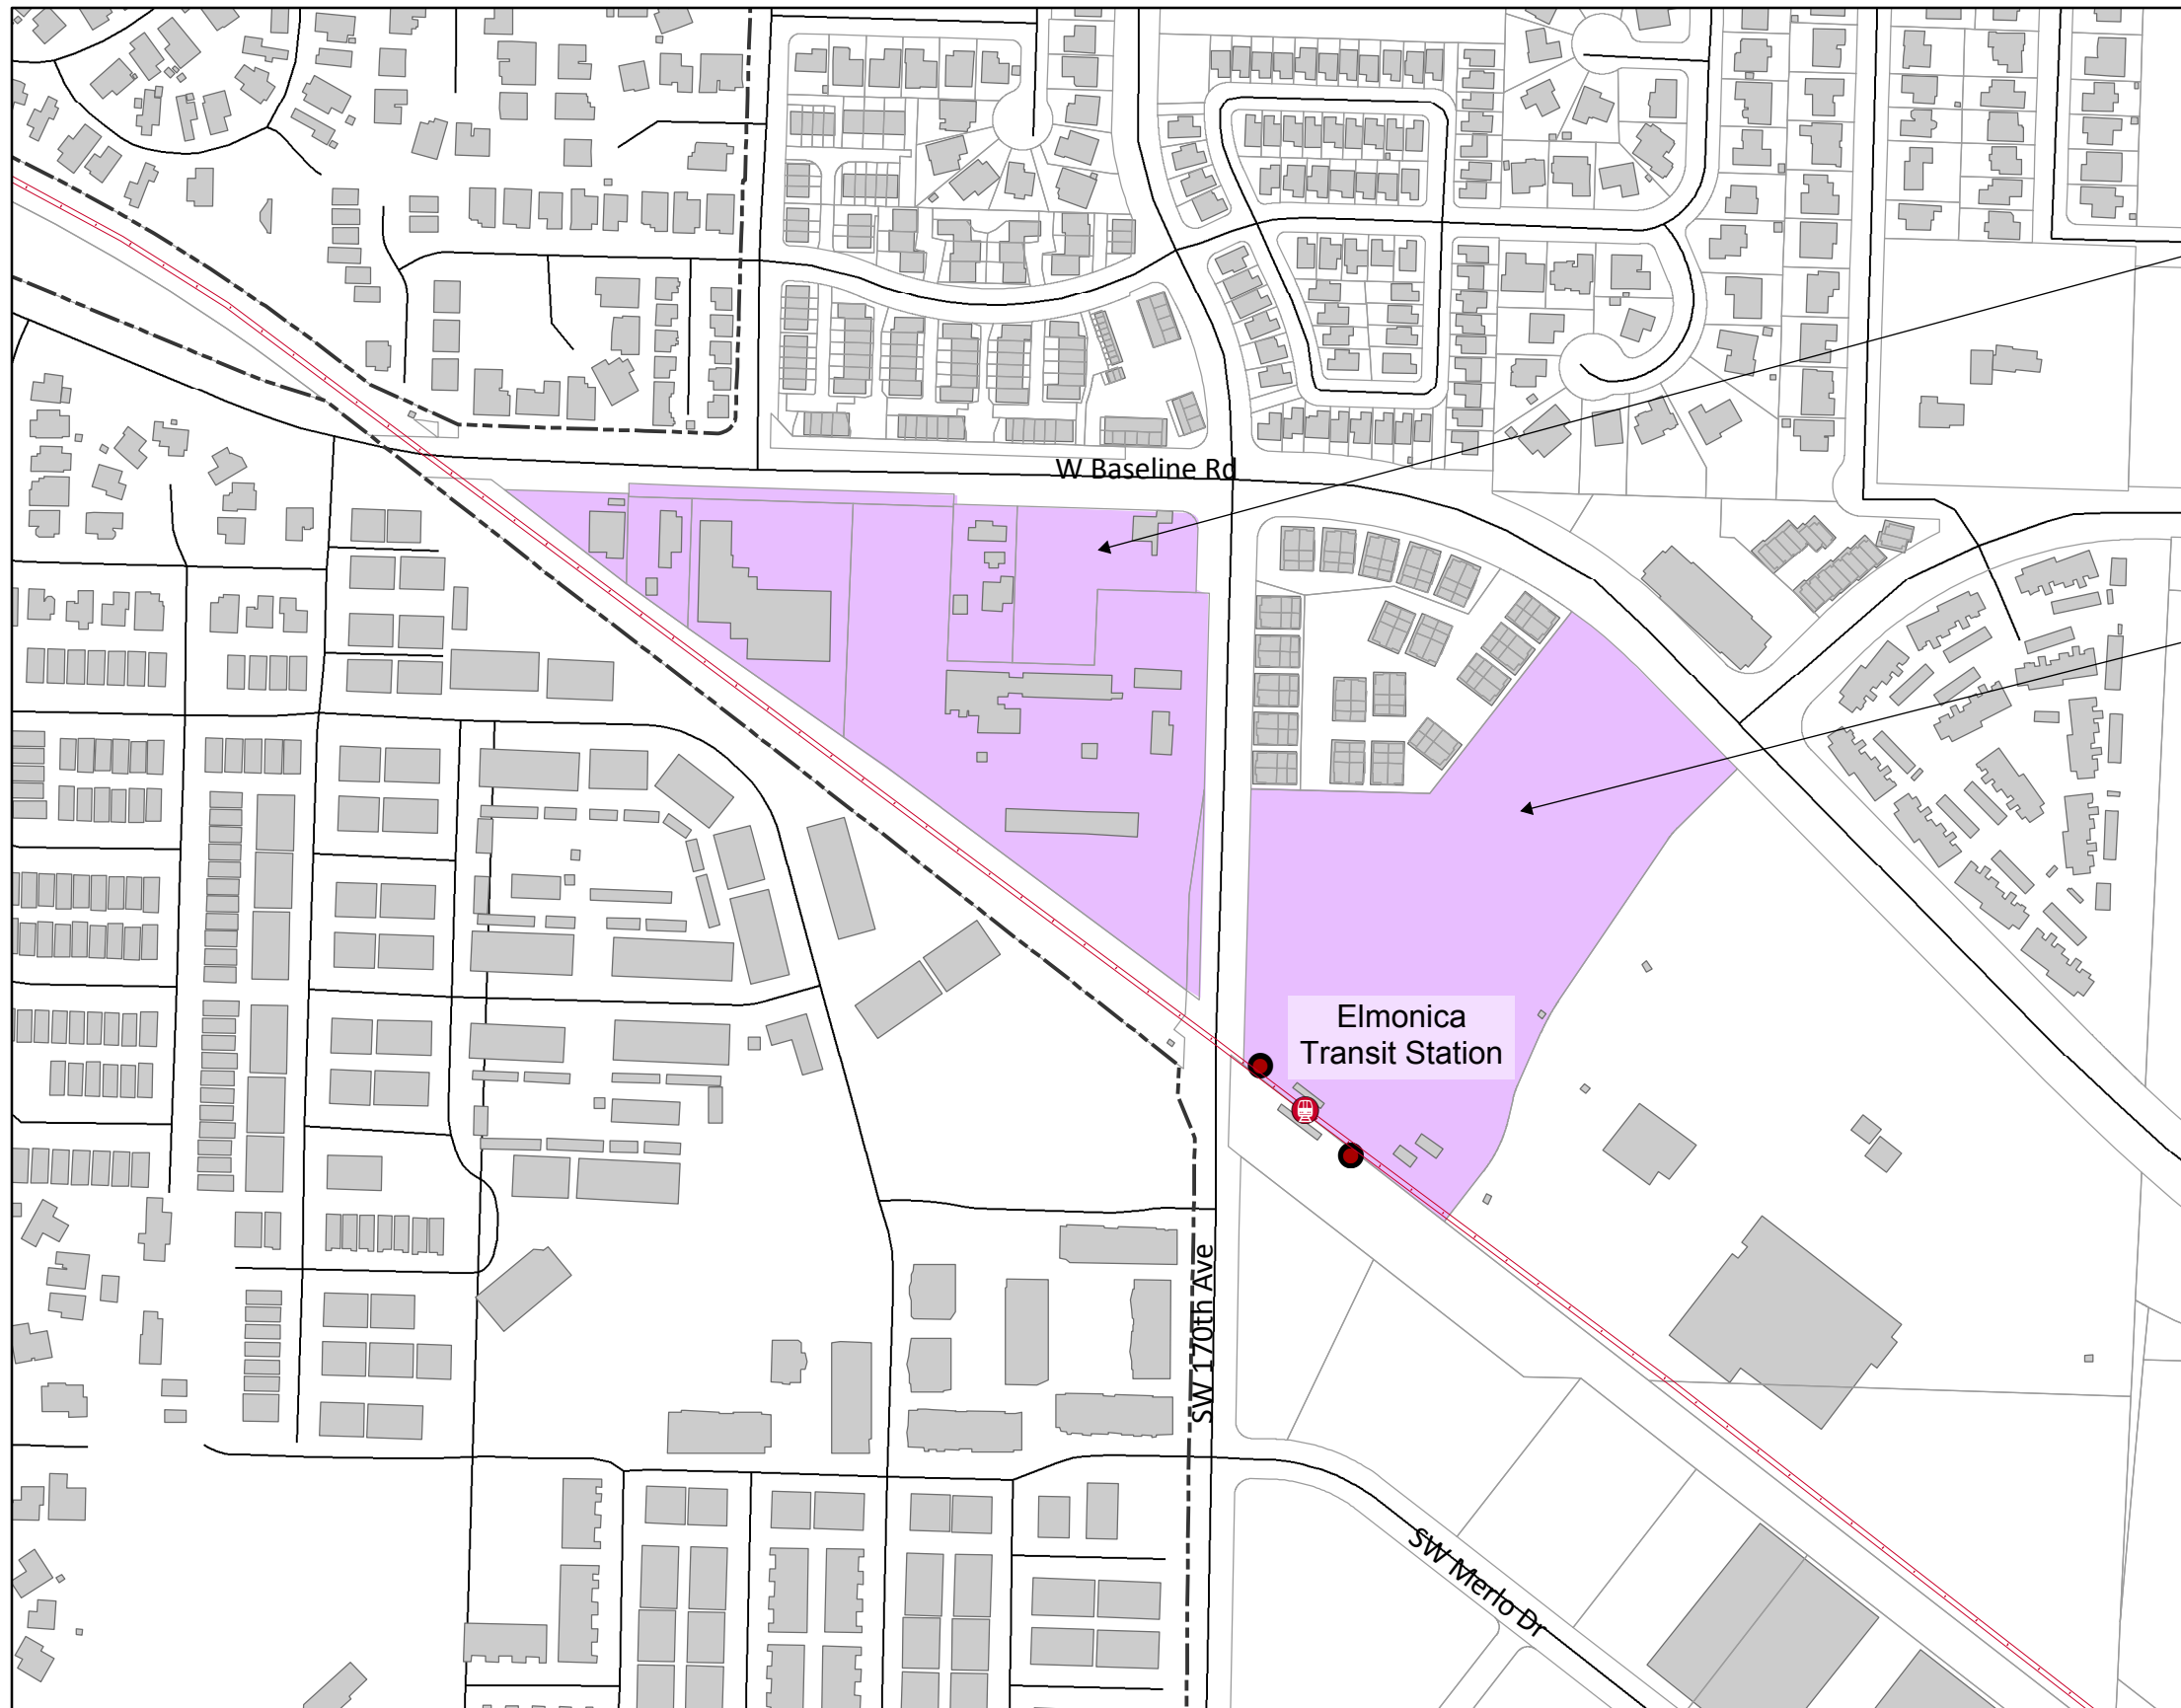 W Baseline Rd
Elmonica
Transit Station
SW 170th Ave
SW Merlo Dr